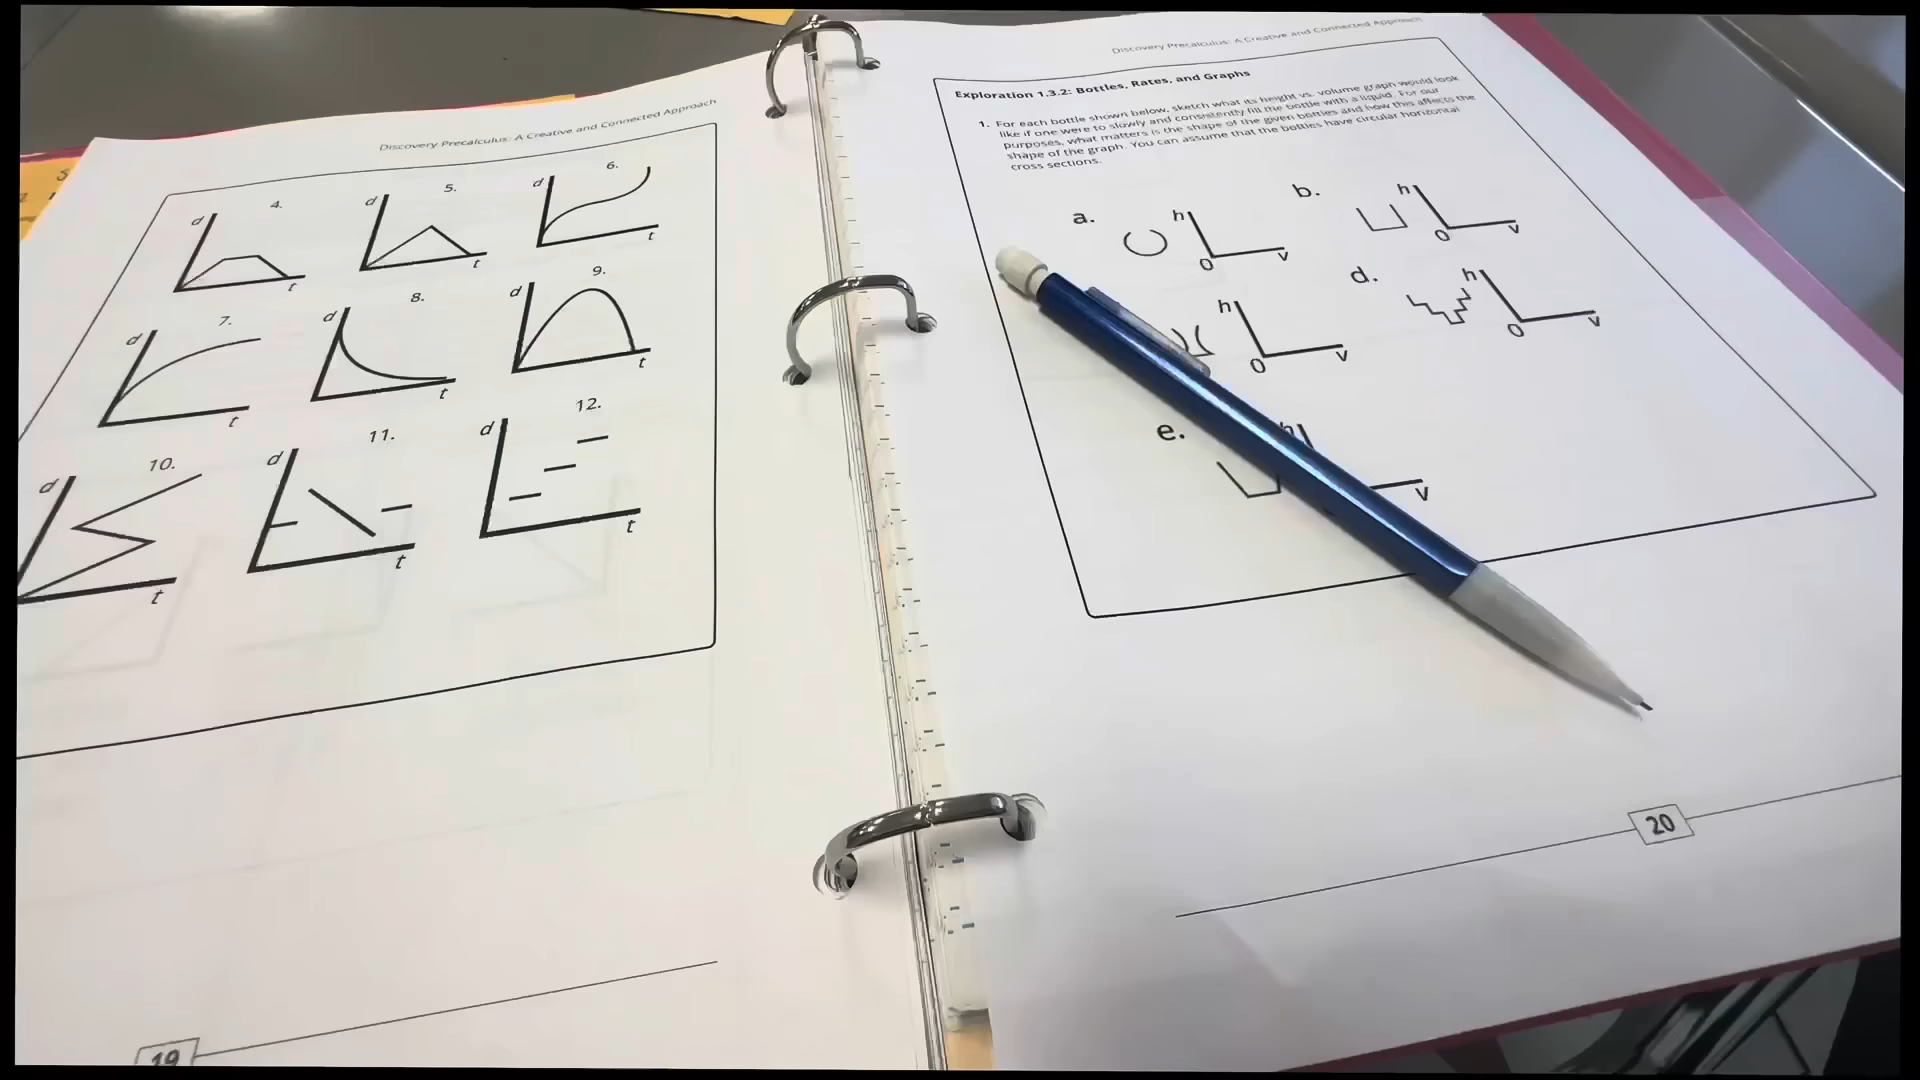 Discovery Precalculus: A Creative and Connected Approach
4.
d
t
5.
d
t
6.
d
t
7.
d
t
8.
d
t
9.
d
t
10.
d
t
11.
d
t
12.
d
t
19
Discovery Precalculus: A Creative and Connected Approach
Exploration 1.3.2: Bottles, Rates, and Graphs
1. For each bottle shown below, sketch what its height vs. volume graph would look
like if one were to slowly and consistently fill the bottle with a liquid. For our
purposes, what matters is the shape of the given bottles and how this affects the
shape of the graph. You can assume that the bottles have circular horizontal
cross sections.
a.
h
0
v
b.
h
0
v
h
0
v
d.
h
0
v
e.
h
v
20